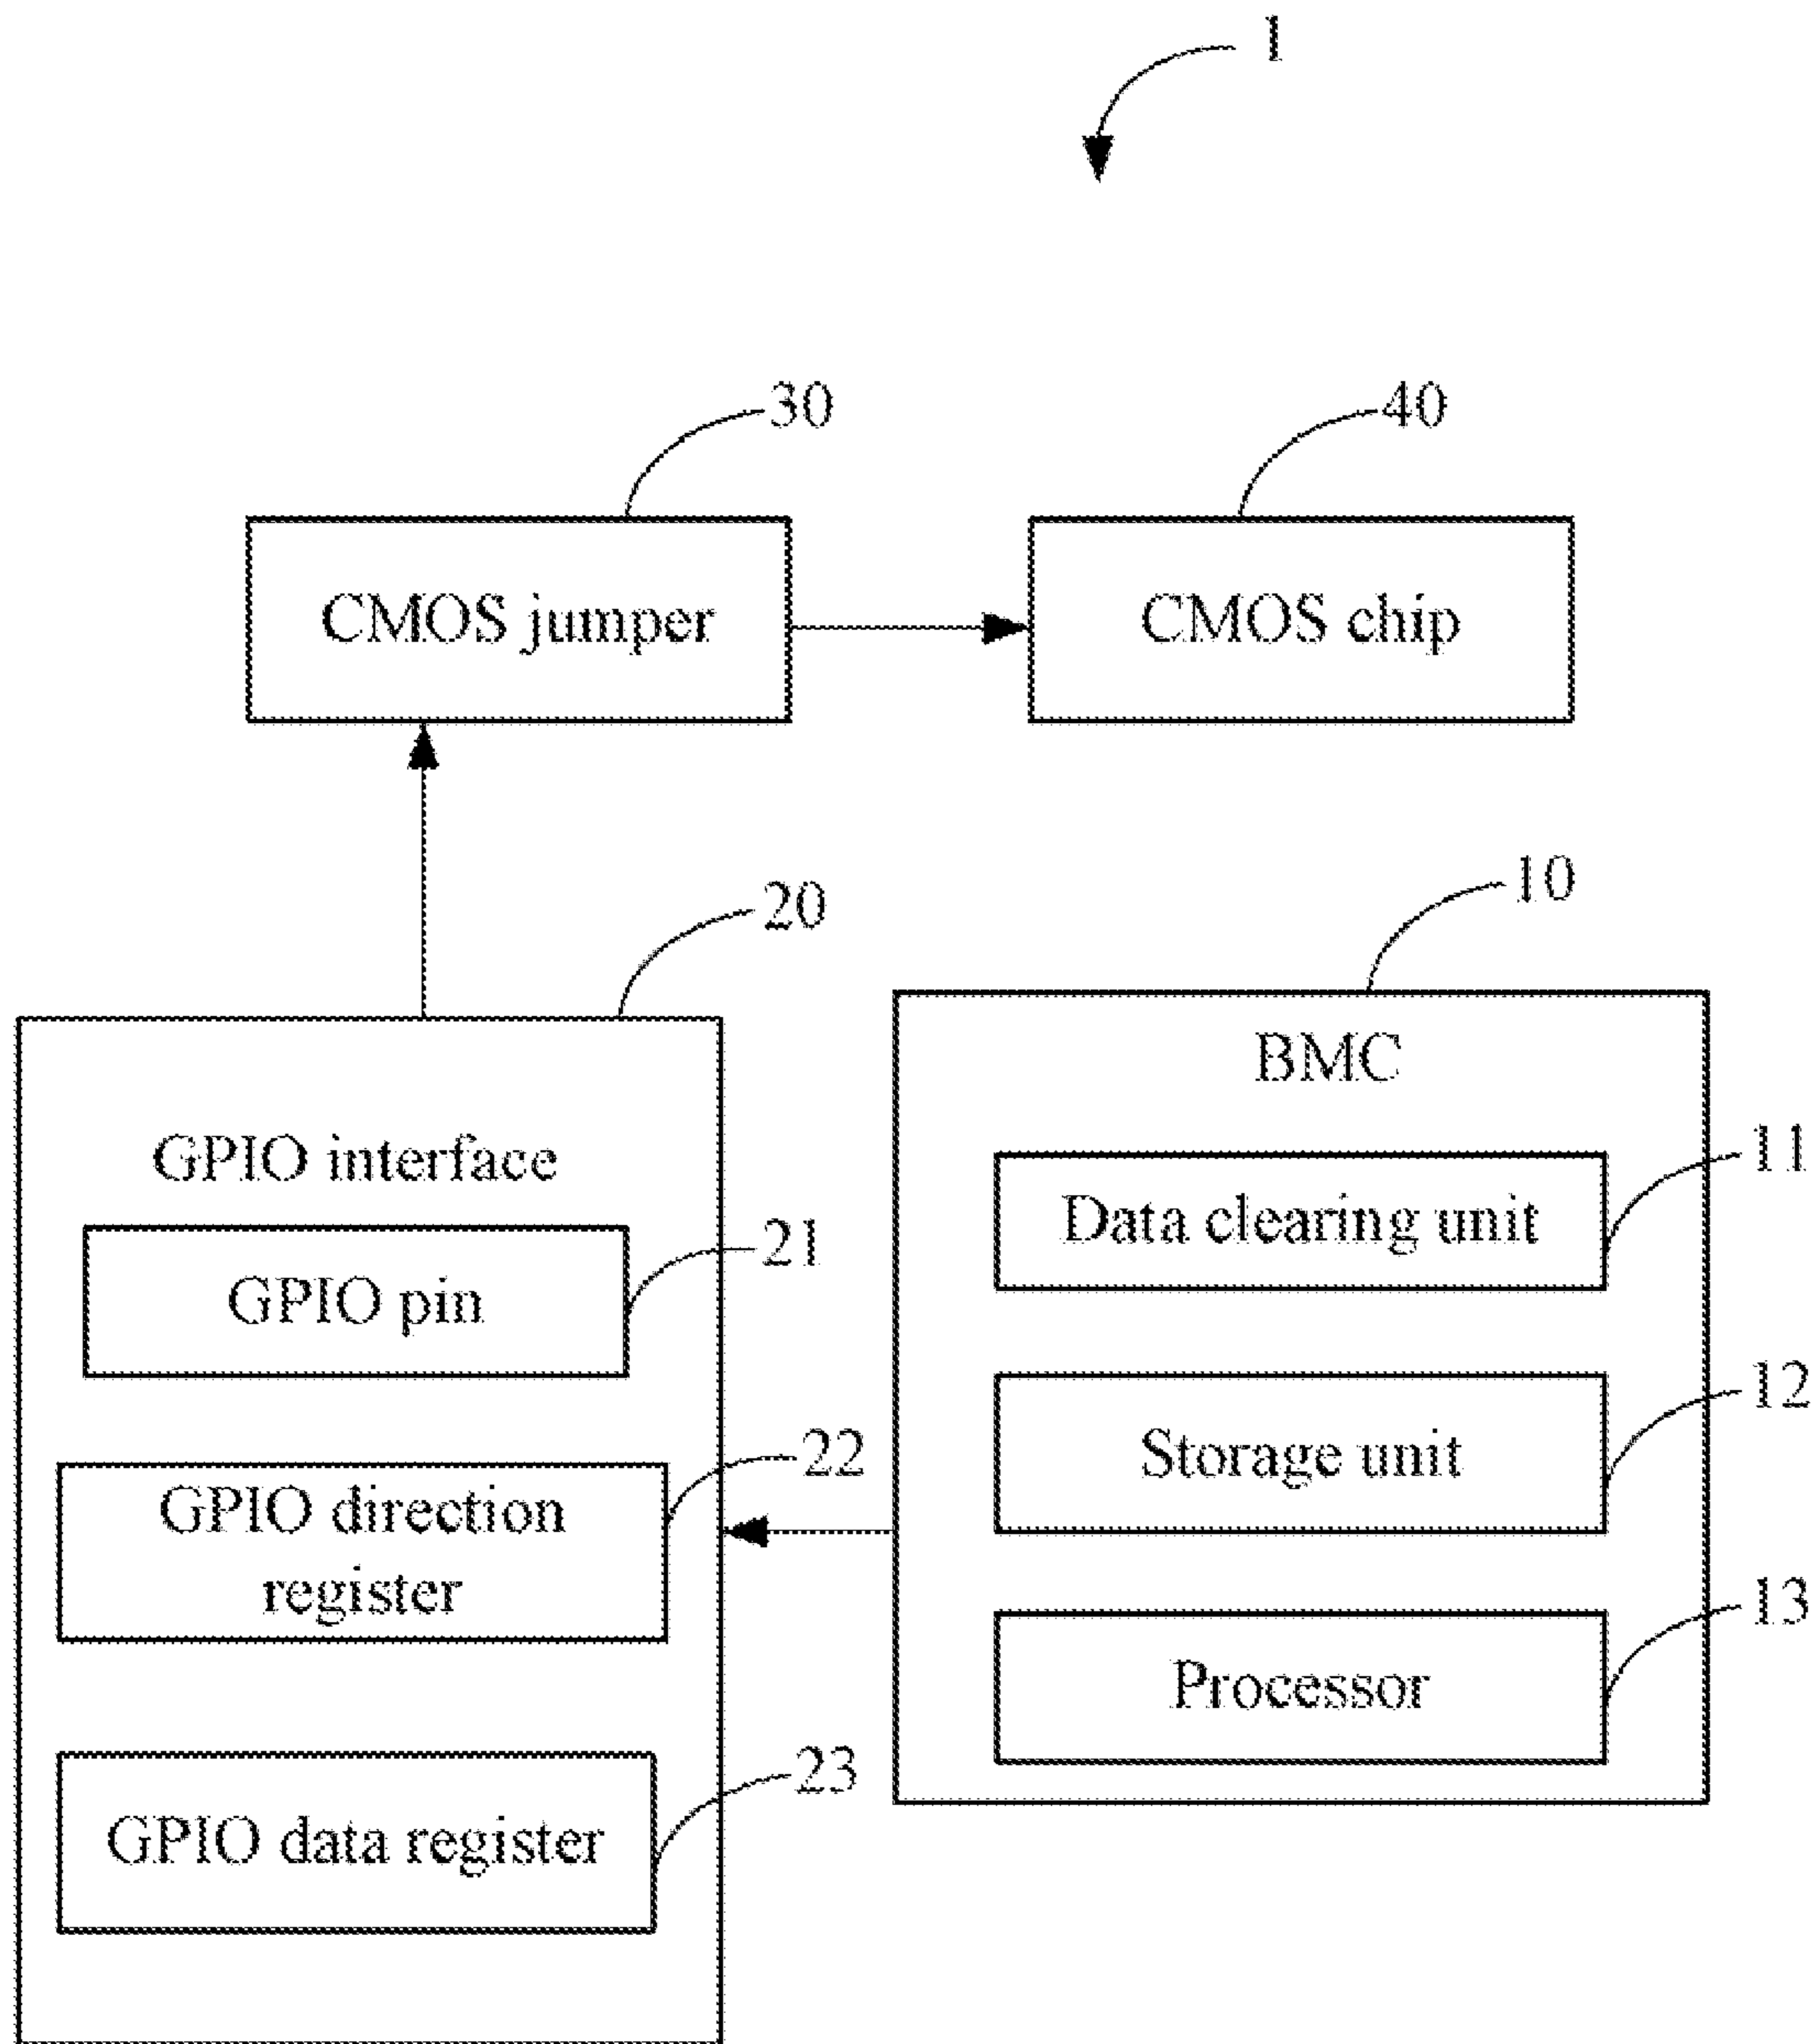 1
30
40
CMOS jumper
CMOS chip
20
10
GPIO interface
GPIO pin
21
GPIO direction
register
22
GPIO data register
23
BMC
Data clearing unit
11
Storage unit
12
Processor
13